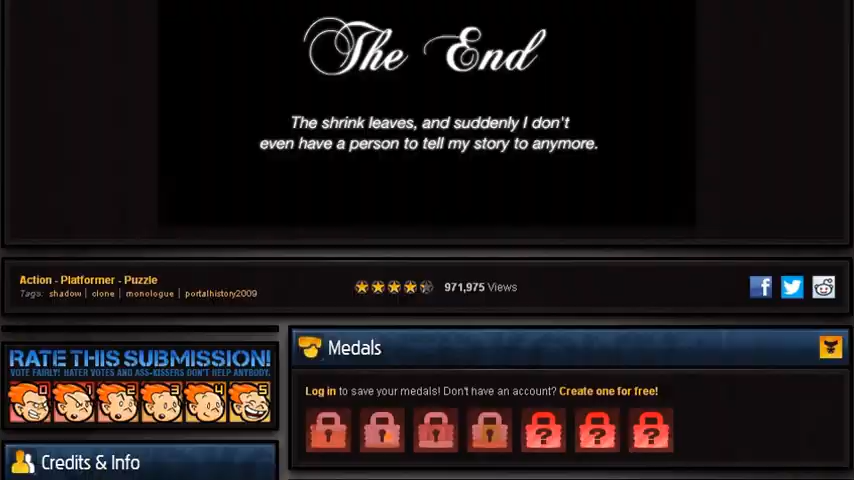 The End
The shrink leaves, and suddenly I don't
even have a person to tell my story to anymore.
Action - Platformer - Puzzle
Tags: shadow | clone | monologue | portalhistory2009
971,975 Views
RATE THIS SUBMISSION!
VOTE FAIRLY! HATER VOTES AND ASS-KISSERS DON'T HELP ANYBODY.
0 1 2 3 4 5
Medals
Log in to save your medals! Don't have an account? Create one for free!
? ? ?
Credits & Info